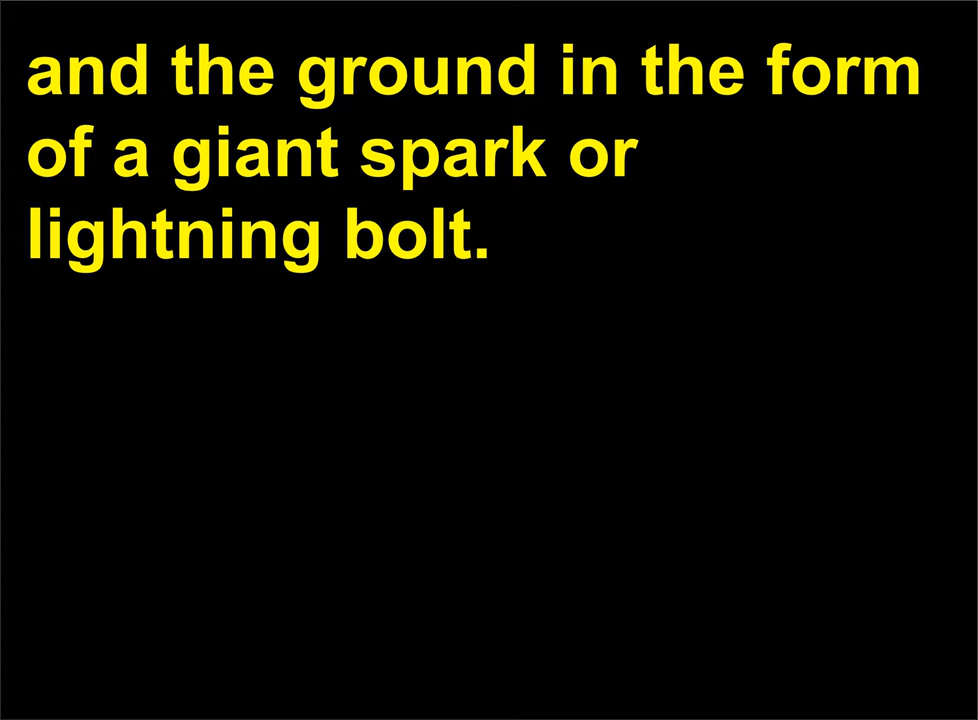 and the ground in the form
of a giant spark or
lightning bolt.